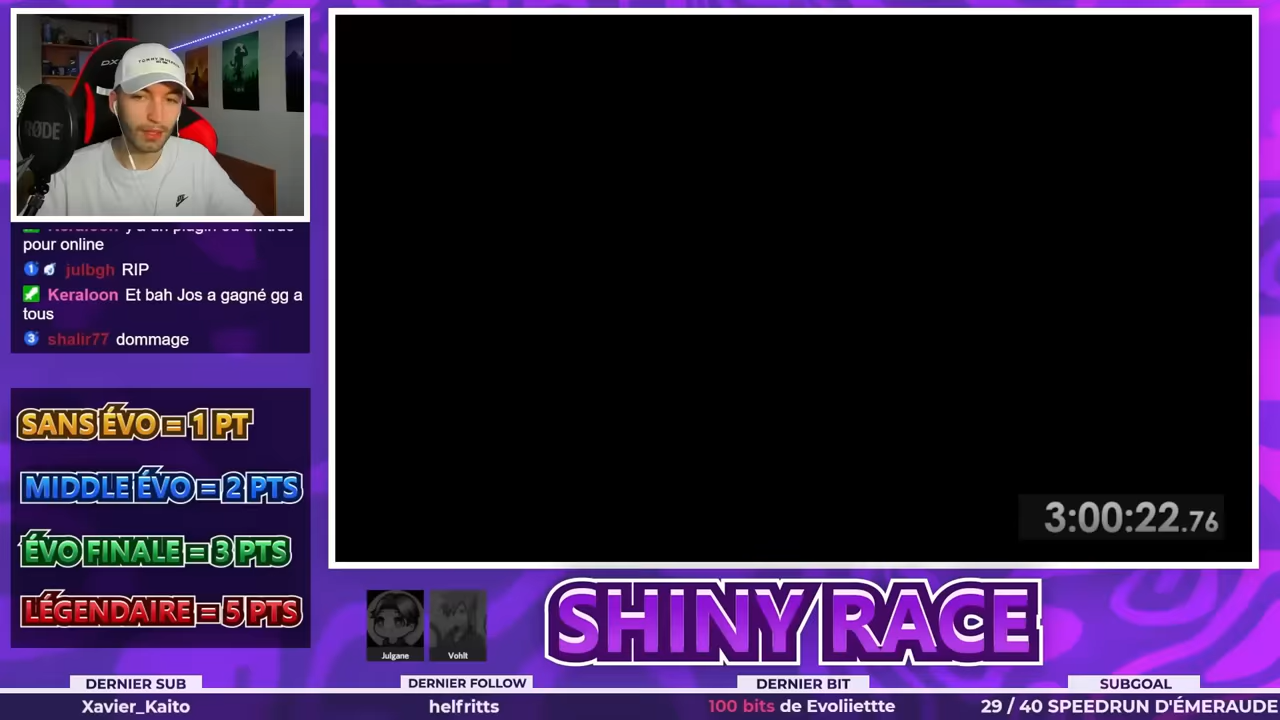 RØDE
pour online
julbgh RIP
Keraloon Et bah Jos a gagné gg a
tous
shalir77 dommage
SANS ÉVO = 1 PT
MIDDLE ÉVO = 2 PTS
ÉVO FINALE = 3 PTS
LÉGENDAIRE = 5 PTS
3:00:22.76
Julgane
Vohlt
SHINY RACE
DERNIER SUB
Xavier_Kaito
DERNIER FOLLOW
helfritts
DERNIER BIT
100 bits de Evoliiettte
SUBGOAL
29 / 40 SPEEDRUN D'ÉMERAUDE